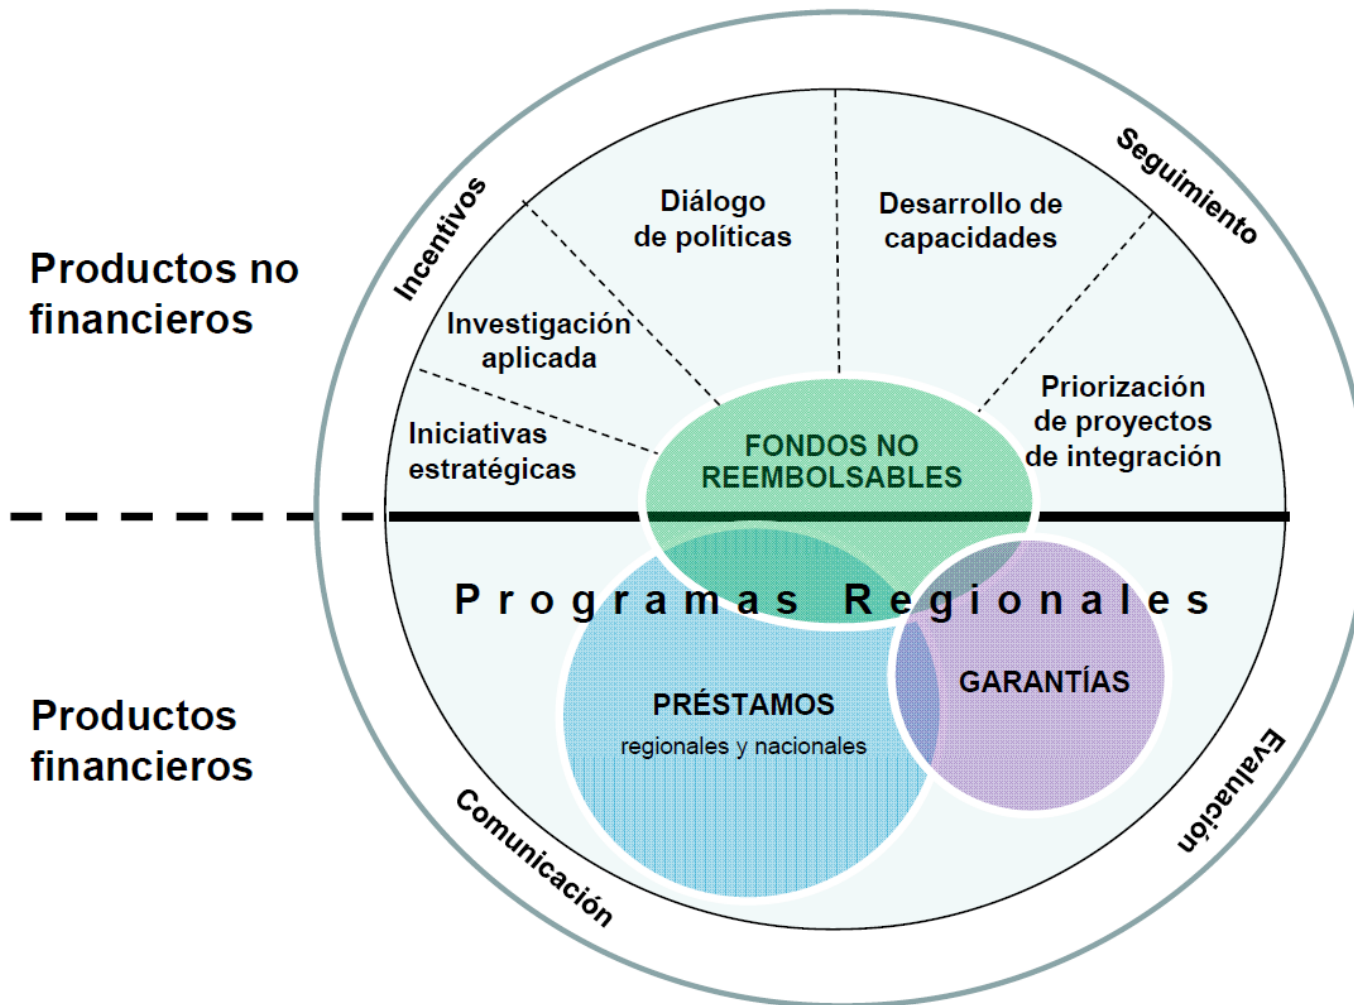 Incentivos
Seguimiento
Diálogo
de políticas
Desarrollo de
capacidades
Productos no
financieros
Investigación
aplicada
Priorización
de proyectos
de integración
Iniciativas
estratégicas
FONDOS NO
REEMBOLSABLES
Programas Regionales
PRÉSTAMOS
regionales y nacionales
GARANTÍAS
Productos
financieros
Comunicación
Evaluación